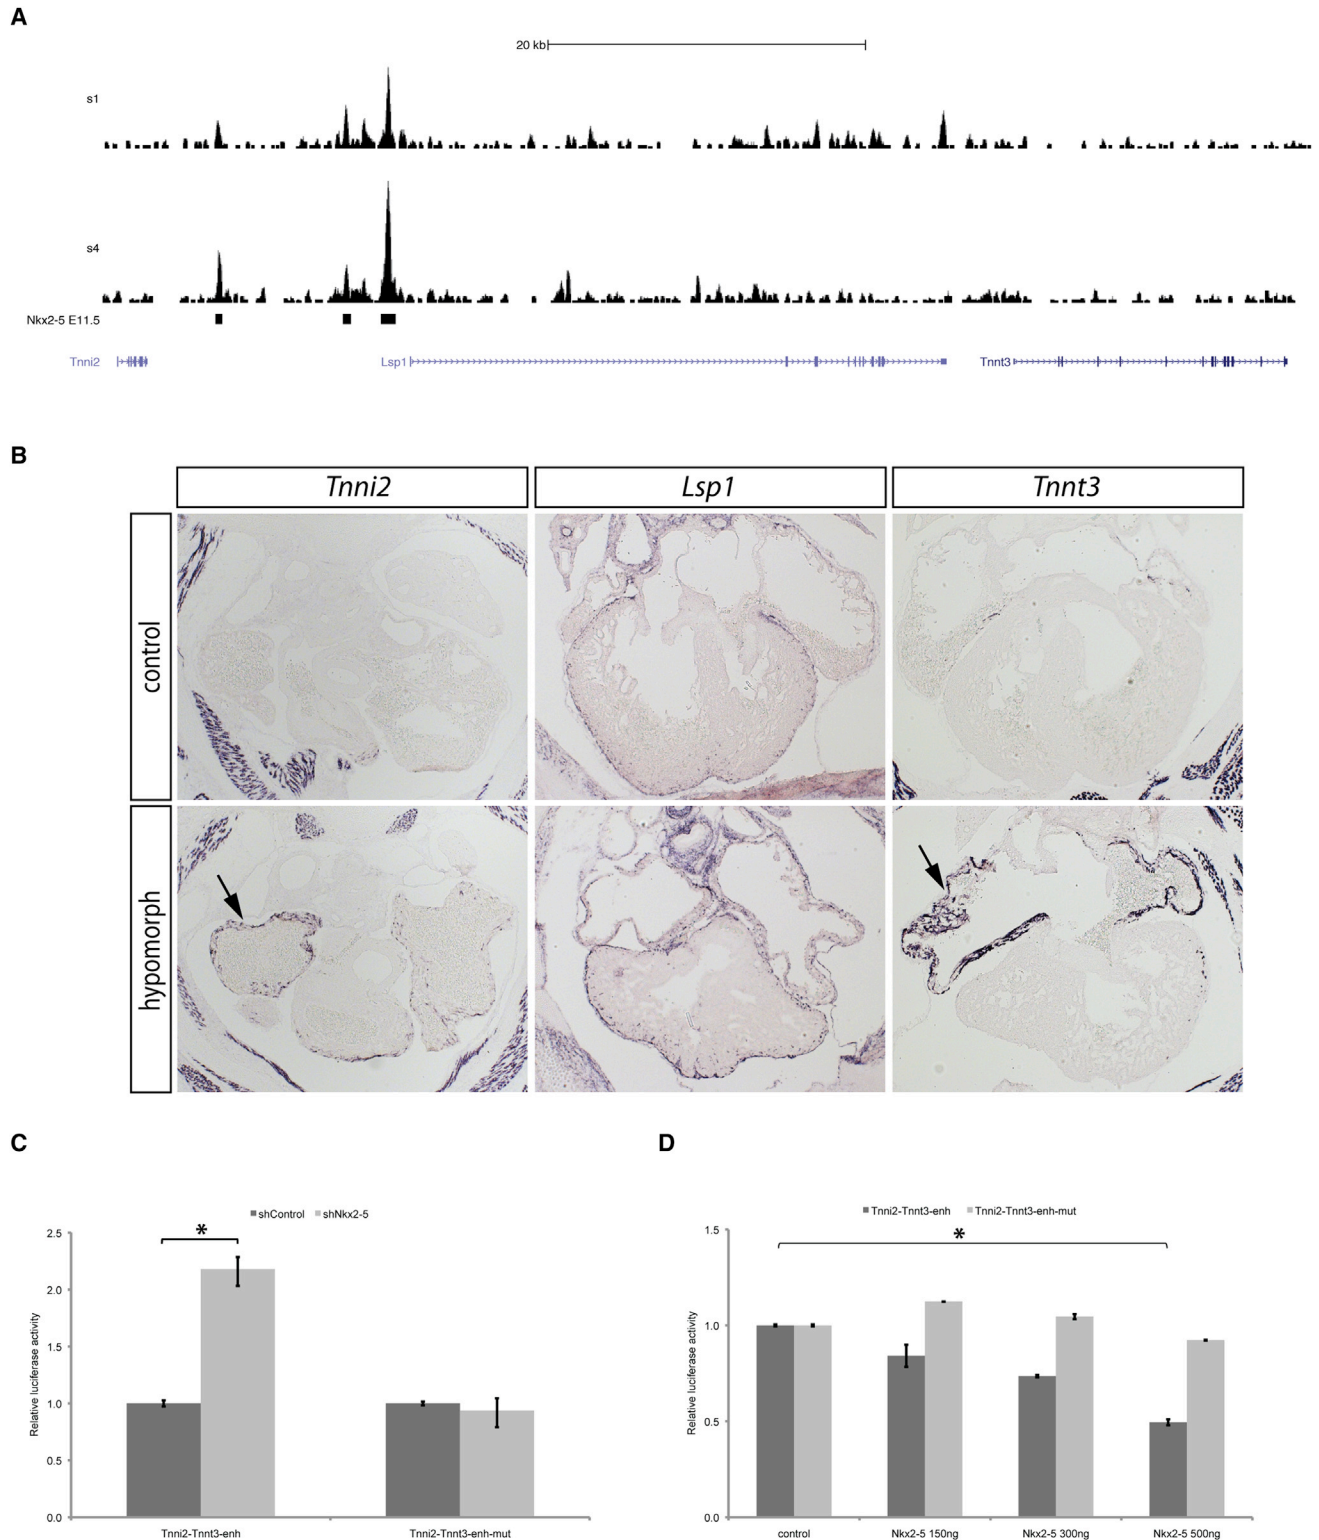 A
20 kb
s1
s4
Nkx2-5 E11.5
Tnni2
Lsp1
Tnnt3
B
Tnni2
Lsp1
Tnnt3
control
hypomorph
C
D
shControl
shNkx2-5
*
2.5
2.0
1.5
1.0
0.5
0.0
Relative luciferase activity
Tnni2-Tnnt3-enh
Tnni2-Tnnt3-enh-mut
Tnni2-Tnnt3-enh
Tnni2-Tnnt3-enh-mut
*
1.5
1.0
0.5
0.0
Relative luciferase activity
control
Nkx2-5 150ng
Nkx2-5 300ng
Nkx2-5 500ng